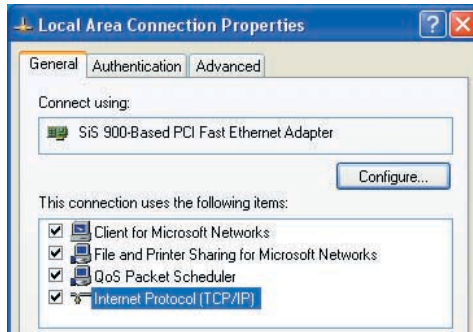 Local Area Connection Properties
General Authentication Advanced
Connect using:
SiS 900-Based PCI Fast Ethernet Adapter
Configure...
This connection uses the following items:
Client for Microsoft Networks
File and Printer Sharing for Microsoft Networks
QoS Packet Scheduler
Internet Protocol (TCP/IP)